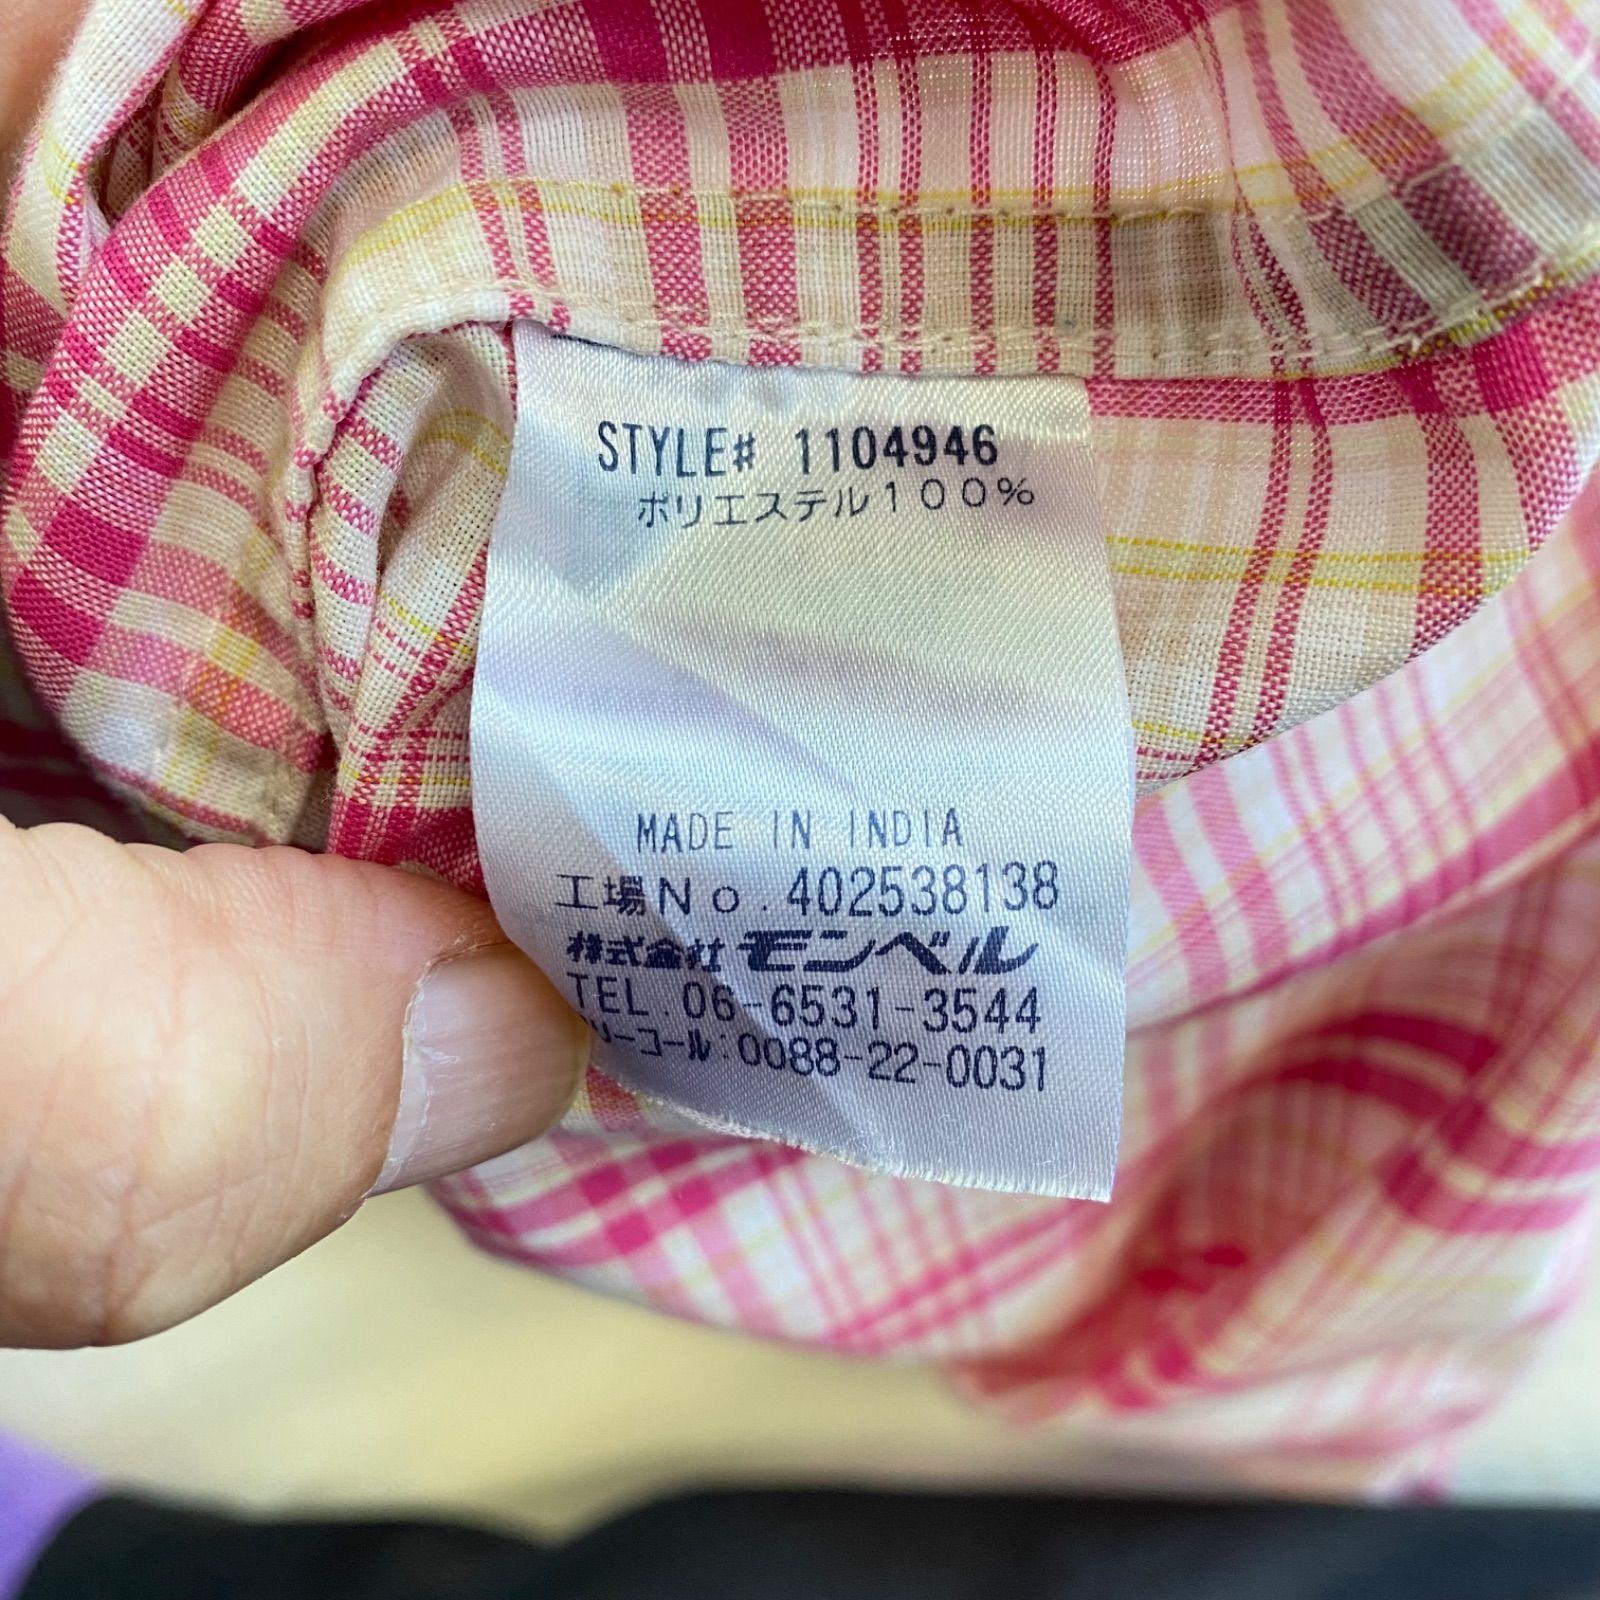 STYLE# 1104946
ポリエステル100%
MADE IN INDIA
工場No.402538138
株式会社 モンベル
TEL.06-6531-3544
リーコール:0088-22-0031